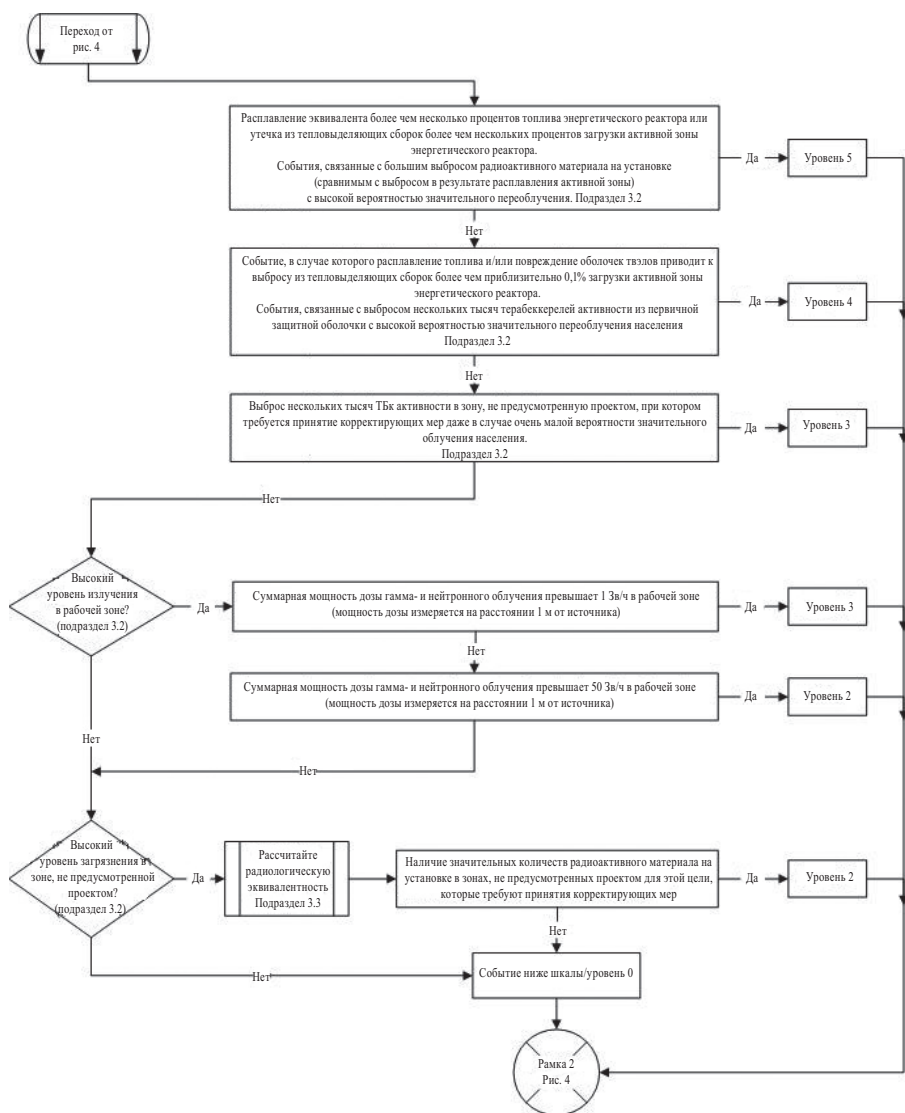 Переход от
рис. 4
Расплавление эквивалента более чем несколько процентов топлива энергетического реактора или
утечка из тепловыделяющих сборок более чем нескольких процентов загрузки активной зоны
энергетического реактора.
События, связанные с большим выбросом радиоактивного материала на установке
(сравнимым с выбросом в результате расплавления активной зоны)
с высокой вероятностью значительного переоблучения. Подраздел 3.2
Да
Уровень 5
Нет
Событие, в случае которого расплавление топлива и/или повреждение оболочек твэлов приводит к
выбросу из тепловыделяющих сборок более чем приблизительно 0,1% загрузки активной зоны
энергетического реактора.
События, связанные с выбросом нескольких тысяч терабеккерелей активности из первичной
защитной оболочки с высокой вероятностью значительного переоблучения населения
Подраздел 3.2
Да
Уровень 4
Нет
Выброс нескольких тысяч ТБк активности в зону, не предусмотренную проектом, при котором
требуется принятие корректирующих мер даже в случае очень малой вероятности значительного
облучения населения.
Подраздел 3.2
Да
Уровень 3
Нет
Высокий
уровень излучения
в рабочей зоне?
(подраздел 3.2)
Да
Суммарная мощность дозы гамма- и нейтронного облучения превышает 1 Зв/ч в рабочей зоне
(мощность дозы измеряется на расстоянии 1 м от источника)
Да
Уровень 3
Нет
Суммарная мощность дозы гамма- и нейтронного облучения превышает 50 Зв/ч в рабочей зоне
(мощность дозы измеряется на расстоянии 1 м от источника)
Да
Уровень 2
Нет
Нет
Высокий
уровень загрязнения в
зоне, не предусмотренной
проектом?
(подраздел 3.2)
Да
Рассчитайте
радиологическую
эквивалентность
Подраздел 3.3
Наличие значительных количеств радиоактивного материала на
установке в зонах, не предусмотренных проектом для этой цели,
которые требуют принятия корректирующих мер
Да
Уровень 2
Нет
Нет
Событие ниже шкалы/уровень 0
Рамка 2
Рис. 4